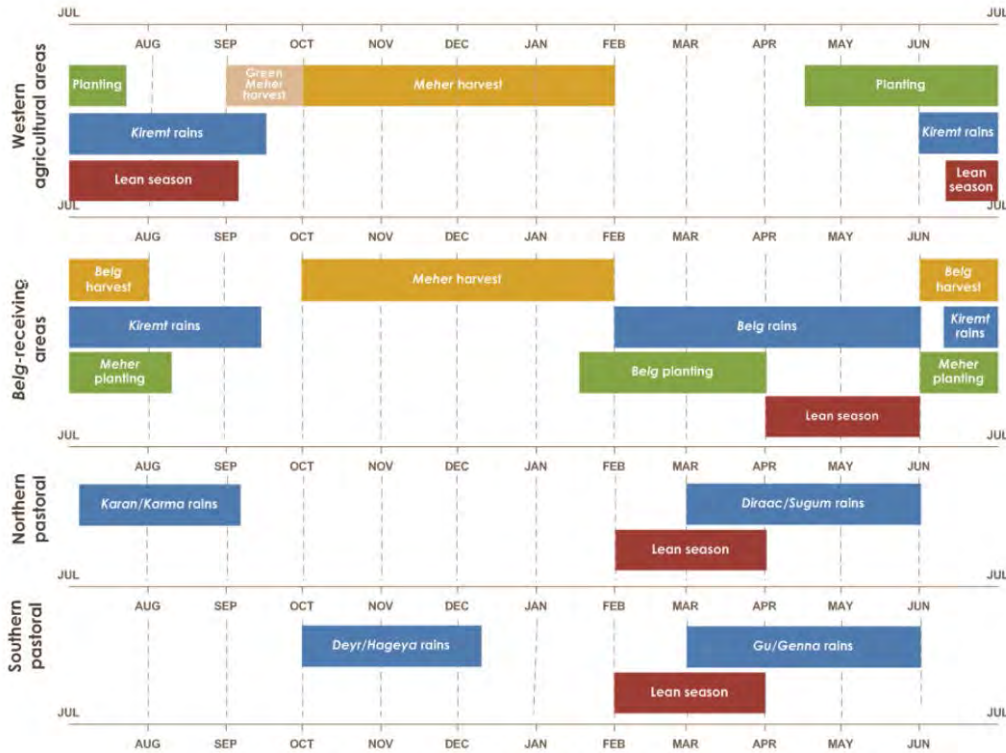 JUL JUL
AUG SEP OCT NOV DEC JAN FEB MAR APR MAY JUN
Western
agricultural areas
Planting
Green
Meher
harvest
Meher harvest
Planting
Kiremt rains
Kiremt rains
Lean season
Lean
season
JUL JUL
AUG SEP OCT NOV DEC JAN FEB MAR APR MAY JUN
Belg-receiving
areas
Belg
harvest
Meher harvest
Belg
harvest
Kiremt rains
Belg rains
Kiremt
rains
Meher
planting
Belg planting
Meher
planting
Lean season
JUL JUL
AUG SEP OCT NOV DEC JAN FEB MAR APR MAY JUN
Northern
pastoral
Karan/Karma rains
Diraac/Sugum rains
Lean season
JUL JUL
AUG SEP OCT NOV DEC JAN FEB MAR APR MAY JUN
Southern
pastoral
Deyr/Hageya rains
Gu/Genna rains
Lean season
JUL JUL
AUG SEP OCT NOV DEC JAN FEB MAR APR MAY JUN